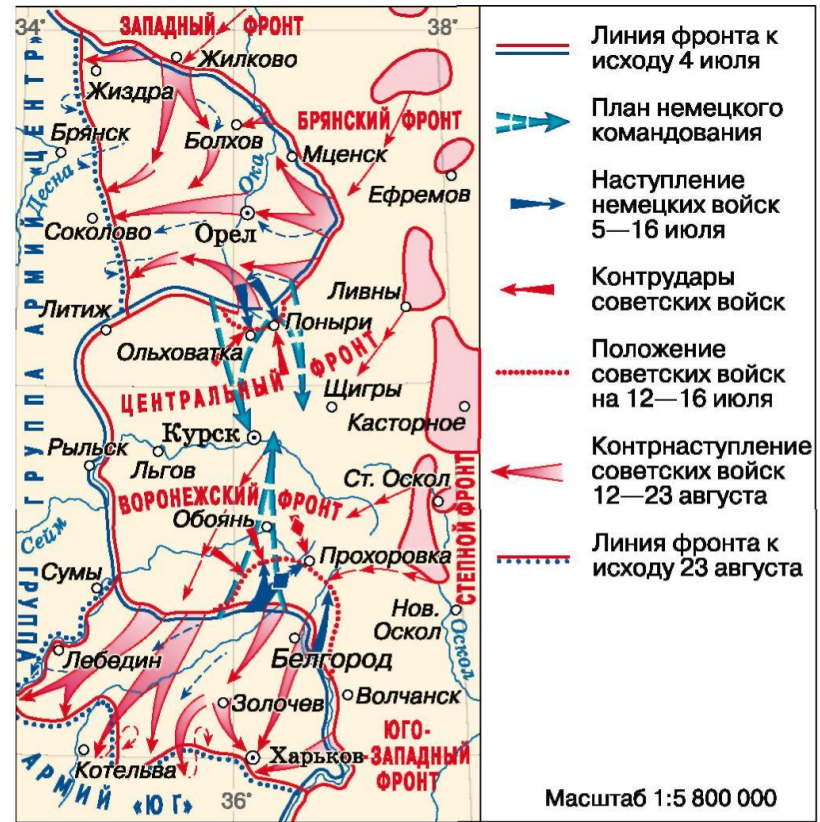 34°
ЗАПАДНЫЙ ФРОНТ
38°
Жилково
Жиздра
БРЯНСКИЙ ФРОНТ
Брянск
Болхов
Мценск
Десна
Ока
Ефремов
Соколово
Орел
ГРУППА АРМИЙ «ЦЕНТР»
Литиж
Ливны
Поныри
Ольховатка
ЦЕНТРАЛЬНЫЙ ФРОНТ
Щигры
Касторное
Курск
Рыльск
Льгов
Ст. Оскол
ВОРОНЕЖСКИЙ ФРОНТ
СТЕПНОЙ ФРОНТ
Обоянь
Сейм
Прохоровка
Сумы
Нов.
Оскол
Оскол
Лебедин
Белгород
Золочев
Волчанск
ЮГО-
-ЗАПАДНЫЙ
ФРОНТ
Харьков
Котельва
ГРУППА
АРМИЙ «ЮГ»
36°
Линия фронта к
исходу 4 июля
План немецкого
командования
Наступление
немецких войск
5—16 июля
Контрудары
советских войск
Положение
советских войск
на 12—16 июля
Контрнаступление
советских войск
12—23 августа
Линия фронта к
исходу 23 августа
Масштаб 1:5 800 000